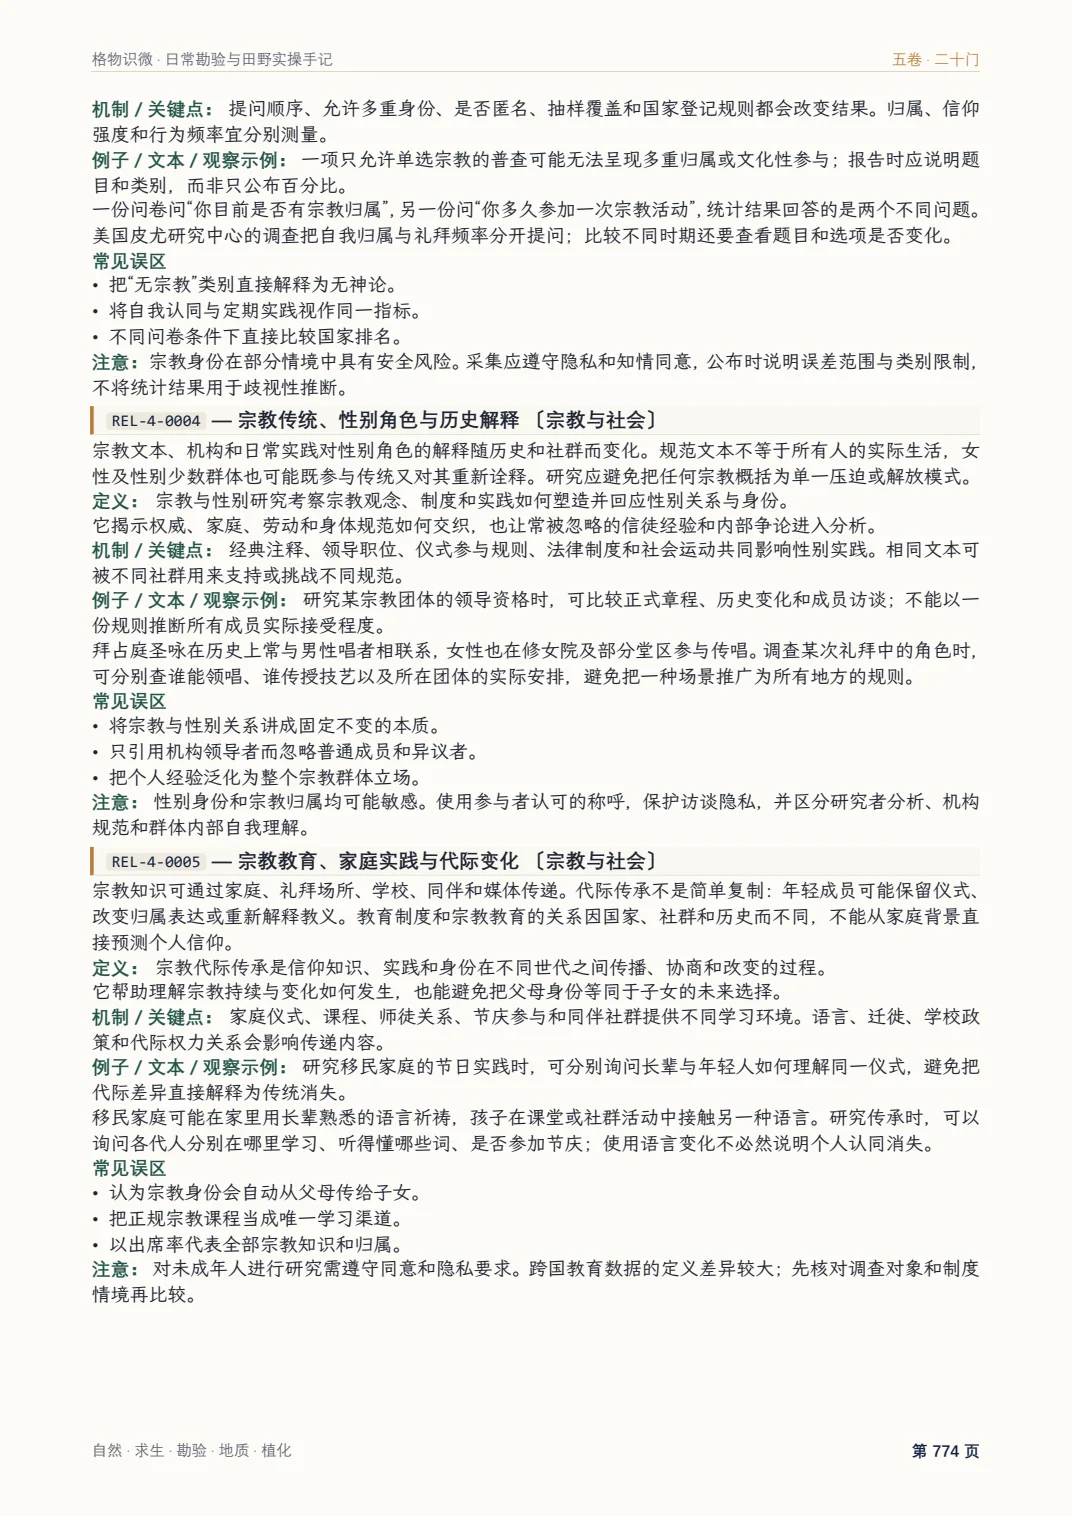 格物识微 · 日常勘验与田野实操手记
五卷 · 二十门
机制 / 关键点： 提问顺序、允许多重身份、是否匿名、抽样覆盖和国家登记规则都会改变结果。归属、信仰
强度和行为频率宜分别测量。
例子 / 文本 / 观察示例： 一项只允许单选宗教的普查可能无法呈现多重归属或文化性参与；报告时应说明题
目和类别，而非只公布百分比。
一份问卷问“你目前是否有宗教归属”，另一份问“你多久参加一次宗教活动”，统计结果回答的是两个不同问题。
美国皮尤研究中心的调查把自我归属与礼拜频率分开提问；比较不同时期还要查看题目和选项是否变化。
常见误区
• 把“无宗教”类别直接解释为无神论。
• 将自我认同与定期实践视作同一指标。
• 不同问卷条件下直接比较国家排名。
注意：宗教身份在部分情境中具有安全风险。采集应遵守隐私和知情同意，公布时说明误差范围与类别限制，
不将统计结果用于歧视性推断。
REL-4-0004 — 宗教传统、性别角色与历史解释 〔宗教与社会〕
宗教文本、机构和日常实践对性别角色的解释随历史和社群而变化。规范文本不等于所有人的实际生活，女
性及性别少数群体也可能既参与传统又对其重新诠释。研究应避免把任何宗教概括为单一压迫或解放模式。
定义： 宗教与性别研究考察宗教观念、制度和实践如何塑造并回应性别关系与身份。
它揭示权威、家庭、劳动和身体规范如何交织，也让常被忽略的信徒经验和内部争论进入分析。
机制 / 关键点： 经典注释、领导职位、仪式参与规则、法律制度和社会运动共同影响性别实践。相同文本可
被不同社群用来支持或挑战不同规范。
例子 / 文本 / 观察示例： 研究某宗教团体的领导资格时，可比较正式章程、历史变化和成员访谈；不能以一
份规则推断所有成员实际接受程度。
拜占庭圣咏在历史上常与男性唱者相联系，女性也在修女院及部分堂区参与传唱。调查某次礼拜中的角色时，
可分别查谁能领唱、谁传授技艺以及所在团体的实际安排，避免把一种场景推广为所有地方的规则。
常见误区
• 将宗教与性别关系讲成固定不变的本质。
• 只引用机构领导者而忽略普通成员和异议者。
• 把个人经验泛化为整个宗教群体立场。
注意： 性别身份和宗教归属均可能敏感。使用参与者认可的称呼，保护访谈隐私，并区分研究者分析、机构
规范和群体内部自我理解。
REL-4-0005 — 宗教教育、家庭实践与代际变化 〔宗教与社会〕
宗教知识可通过家庭、礼拜场所、学校、同伴和媒体传递。代际传承不是简单复制：年轻成员可能保留仪式、
改变归属表达或重新解释教义。教育制度和宗教教育的关系因国家、社群和历史而不同，不能从家庭背景直
接预测个人信仰。
定义： 宗教代际传承是信仰知识、实践和身份在不同世代之间传播、协商和改变的过程。
它帮助理解宗教持续与变化如何发生，也能避免把父母身份等同于子女的未来选择。
机制 / 关键点： 家庭仪式、课程、师徒关系、节庆参与和同伴社群提供不同学习环境。语言、迁徙、学校政
策和代际权力关系会影响传递内容。
例子 / 文本 / 观察示例： 研究移民家庭的节日实践时，可分别询问长辈与年轻人如何理解同一仪式，避免把
代际差异直接解释为传统消失。
移民家庭可能在家里用长辈熟悉的语言祈祷，孩子在课堂或社群活动中接触另一种语言。研究传承时，可以
询问各代人分别在哪里学习、听得懂哪些词、是否参加节庆；使用语言变化不必然说明个人认同消失。
常见误区
• 认为宗教身份会自动从父母传给子女。
• 把正规宗教课程当成唯一学习渠道。
• 以出席率代表全部宗教知识和归属。
注意： 对未成年人进行研究需遵守同意和隐私要求。跨国教育数据的定义差异较大；先核对调查对象和制度
情境再比较。
自然 · 求生 · 勘验 · 地质 · 植化
第 774 页